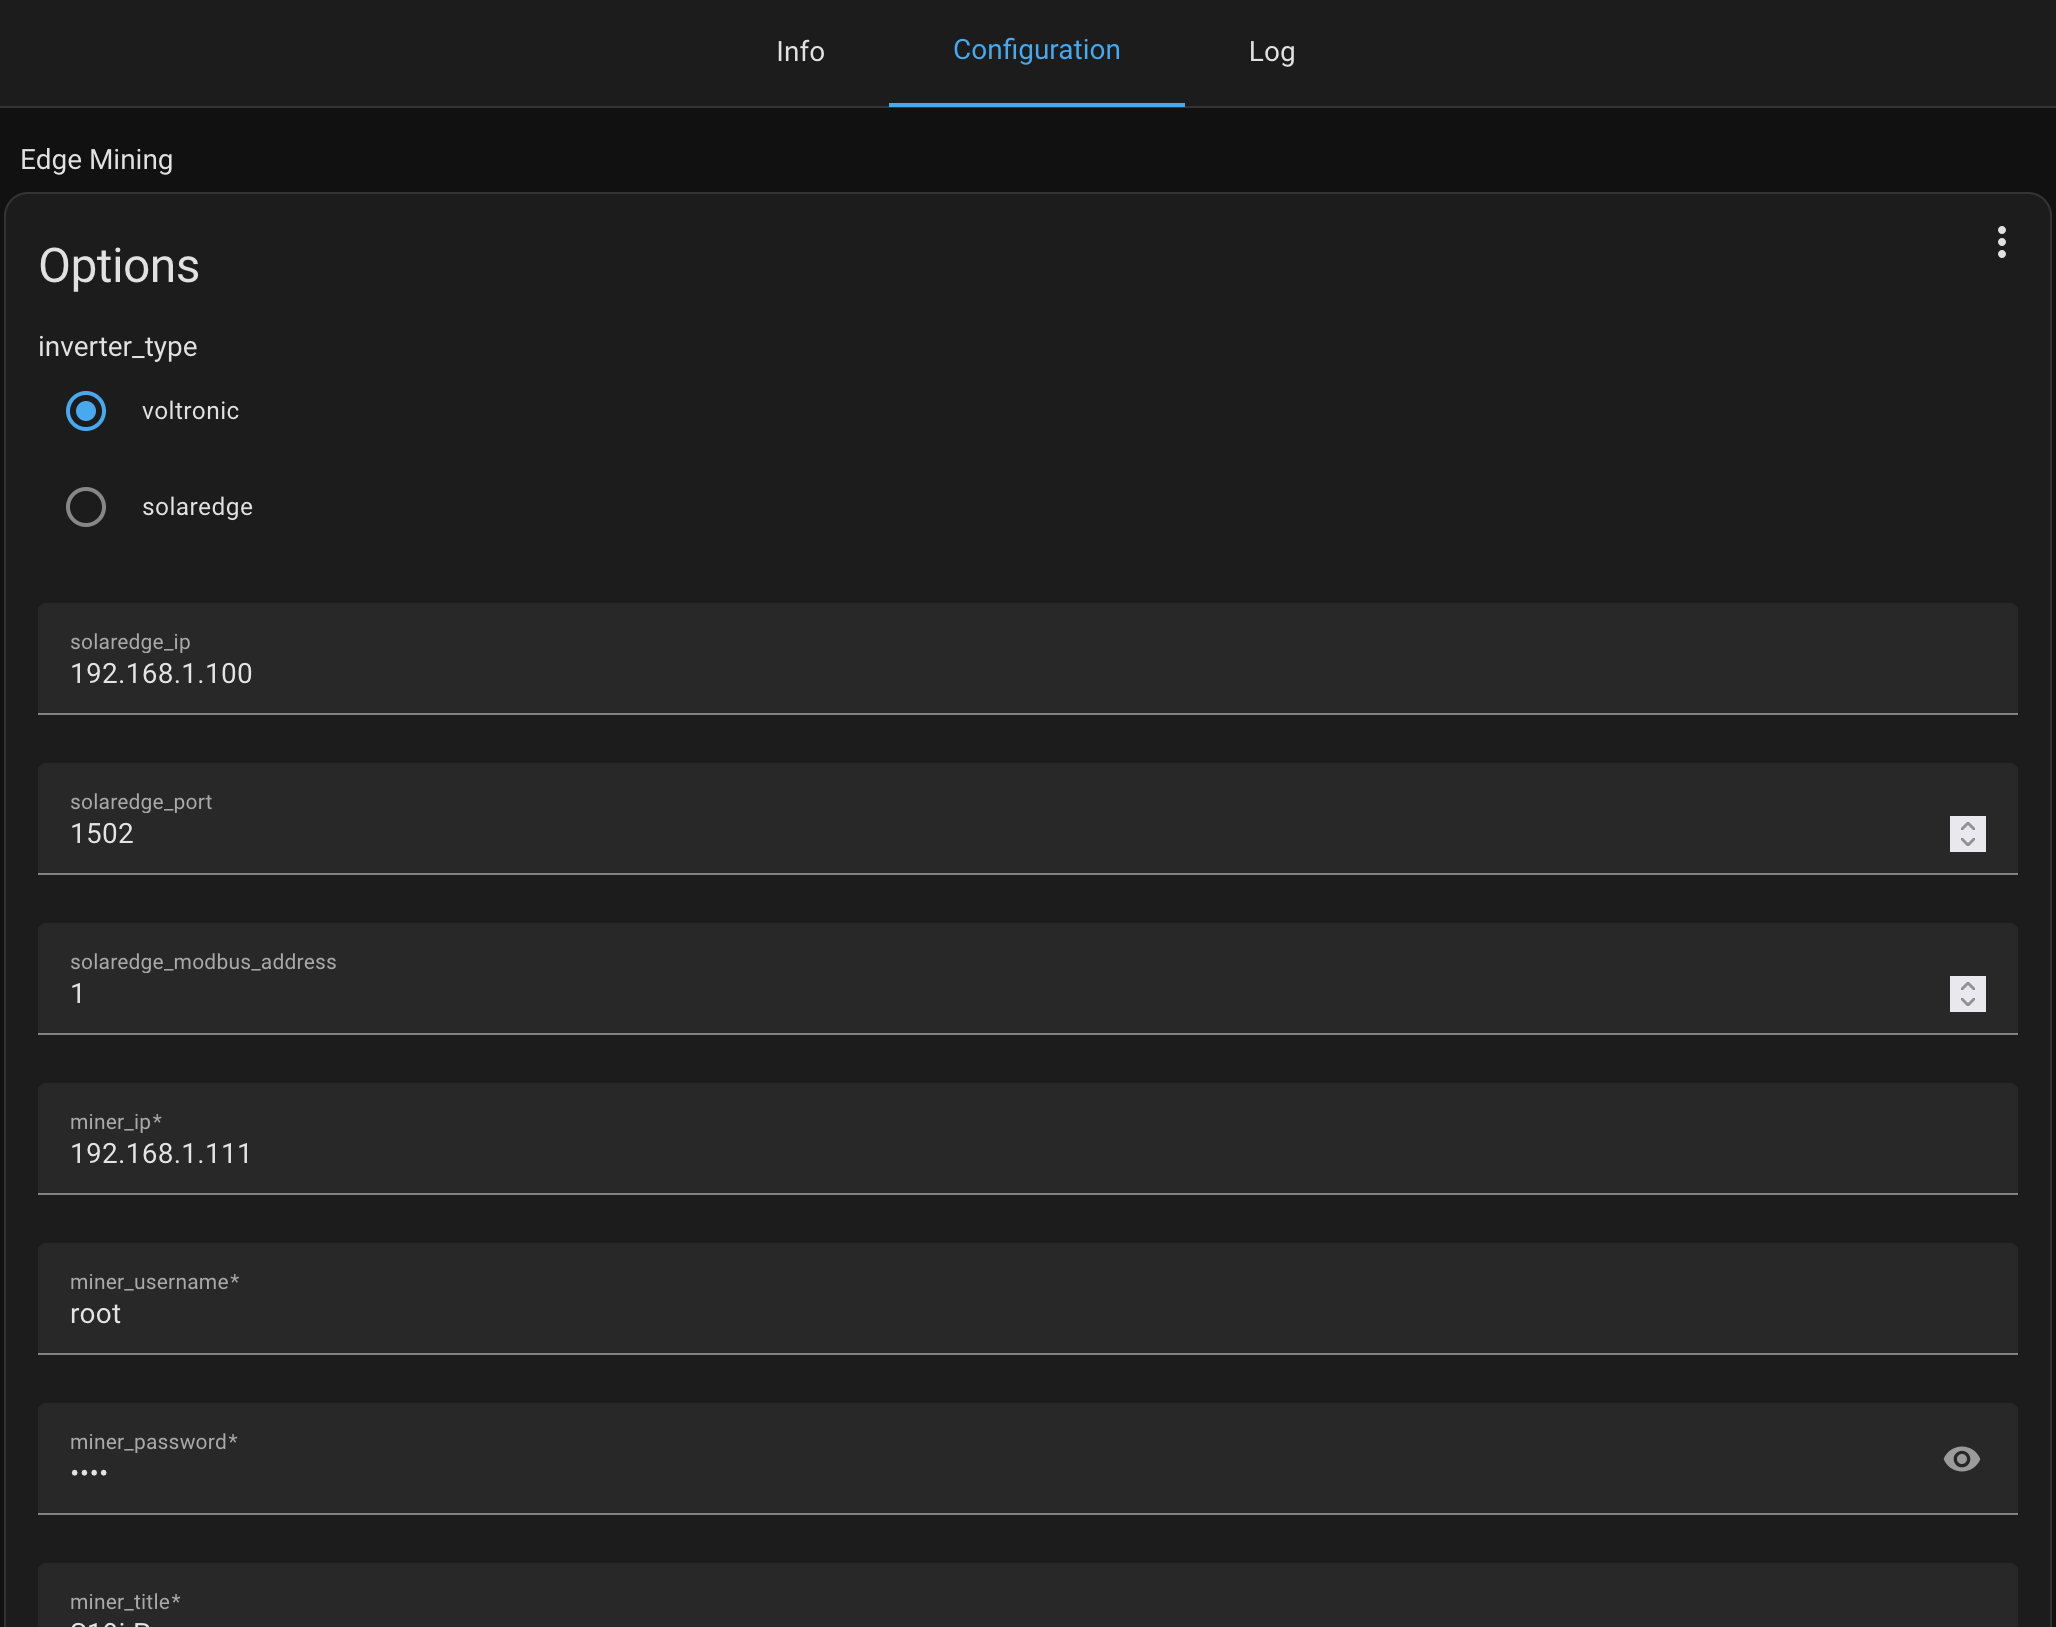 Info Configuration Log
Edge Mining
Options
inverter_type
voltronic
solaredge
solaredge_ip
192.168.1.100
solaredge_port
1502
solaredge_modbus_address
1
miner_ip*
192.168.1.111
miner_username*
root
miner_password*
••••
miner_title*